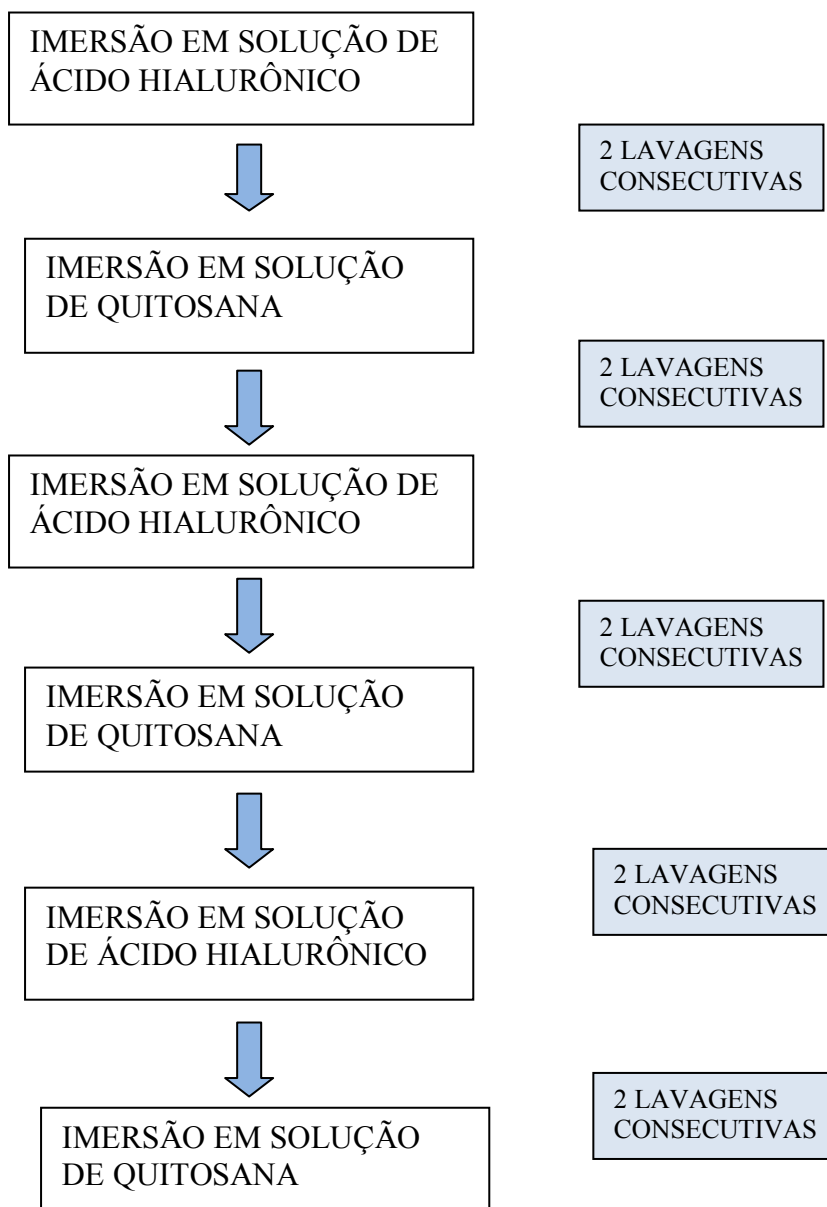 IMERSÃO EM SOLUÇÃO DE
ÁCIDO HIALURÔNICO
2 LAVAGENS
CONSECUTIVAS
IMERSÃO EM SOLUÇÃO
DE QUITOSANA
2 LAVAGENS
CONSECUTIVAS
IMERSÃO EM SOLUÇÃO DE
ÁCIDO HIALURÔNICO
2 LAVAGENS
CONSECUTIVAS
IMERSÃO EM SOLUÇÃO
DE QUITOSANA
2 LAVAGENS
CONSECUTIVAS
IMERSÃO EM SOLUÇÃO
DE ÁCIDO HIALURÔNICO
2 LAVAGENS
CONSECUTIVAS
IMERSÃO EM SOLUÇÃO
DE QUITOSANA